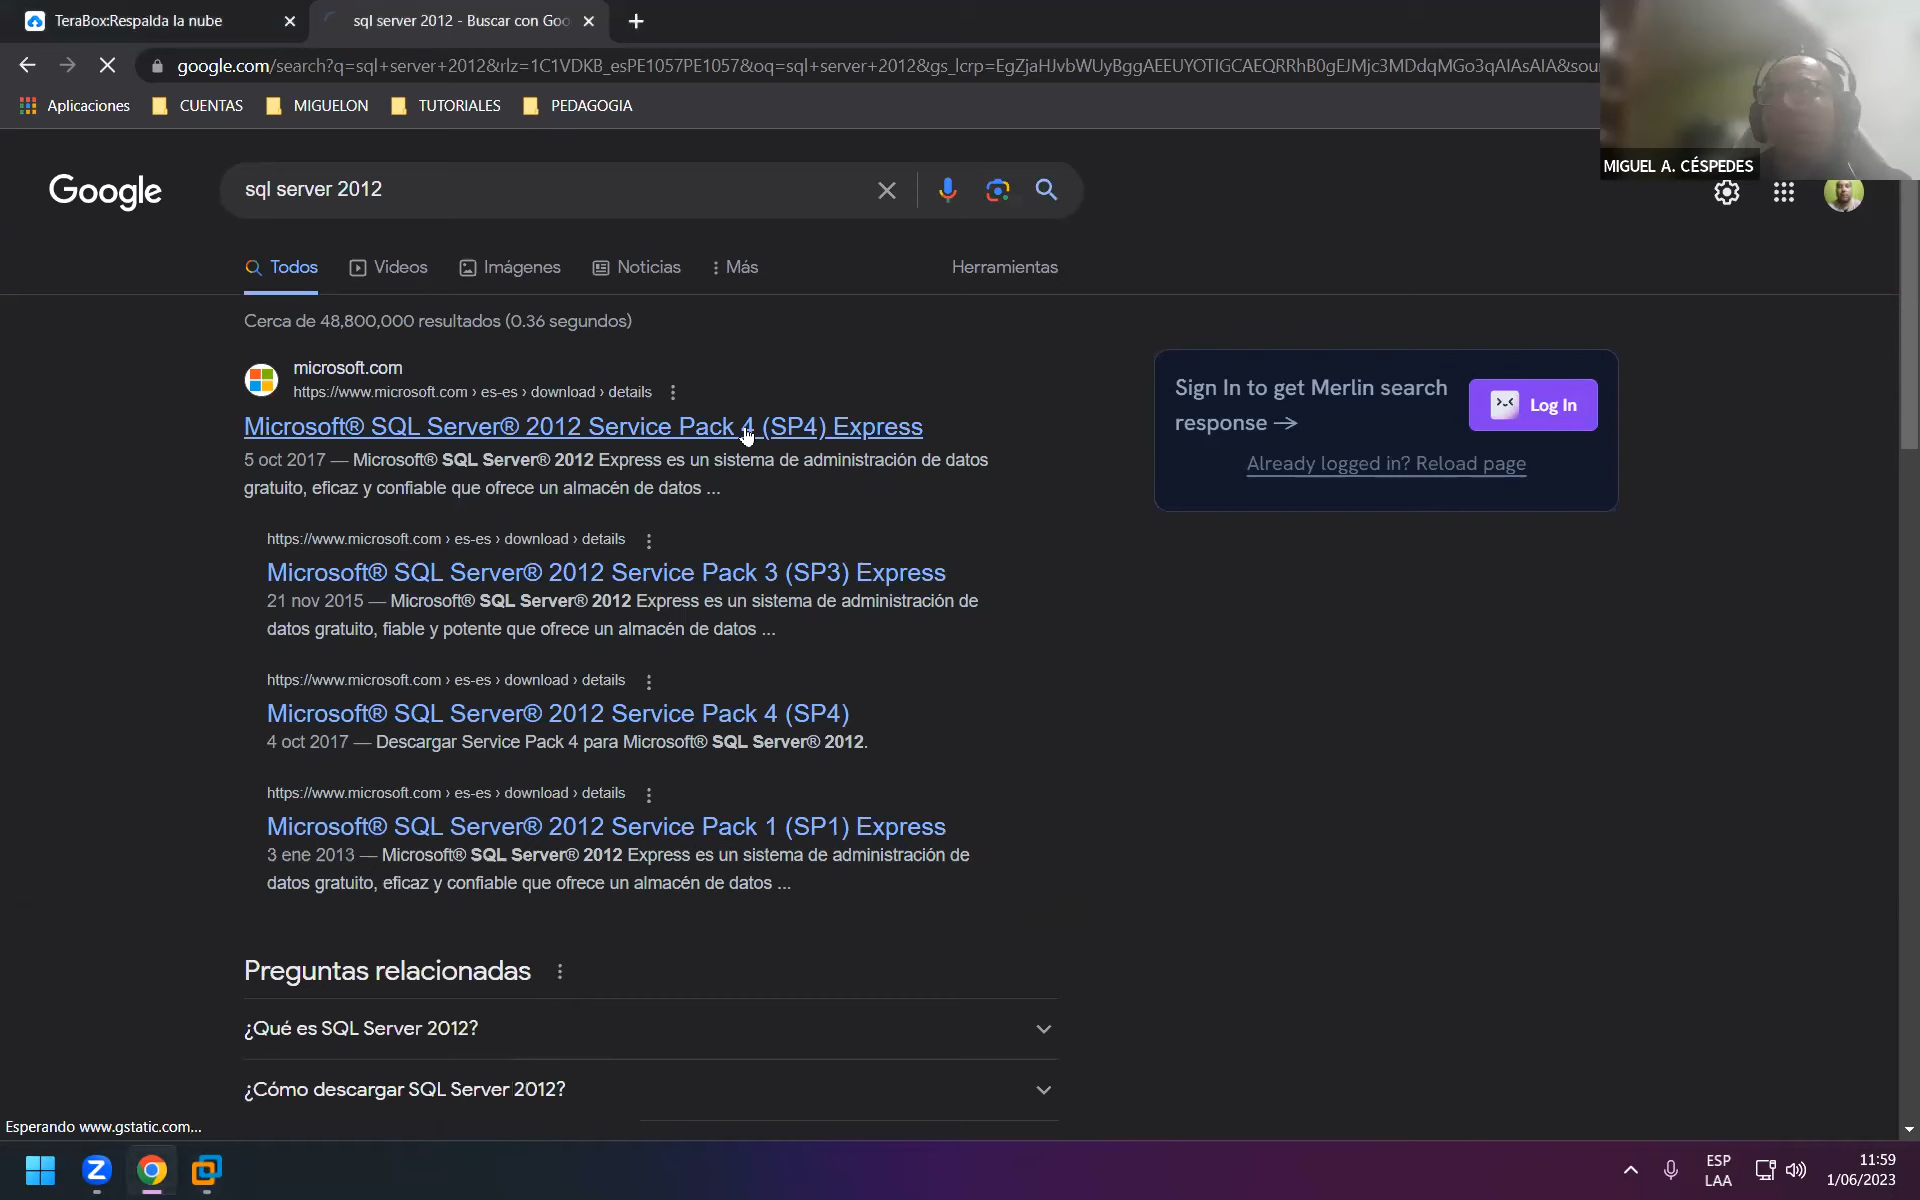 TeraBox:Respalda la nube
sql server 2012 - Buscar con Goo
google.com/search?q=sql+server+2012&rlz=1C1VDKB_esPE1057PE1057&oq=sql+server+2012&gs_lcrp=EgZjaHJvbWUyBggAEEUYOTIGCAEQRRhB0gEJMjc3MDdqMGo3qAIAsAIA&sou
Aplicaciones
CUENTAS
MIGUELON
TUTORIALES
PEDAGOGIA
MIGUEL A. CÉSPEDES
Google
sql server 2012
Todos
Videos
Imágenes
Noticias
Más
Herramientas
Cerca de 48,800,000 resultados (0.36 segundos)
microsoft.com
https://www.microsoft.com › es-es › download › details
Microsoft® SQL Server® 2012 Service Pack 4 (SP4) Express
5 oct 2017 — Microsoft® SQL Server® 2012 Express es un sistema de administración de datos
gratuito, eficaz y confiable que ofrece un almacén de datos ...
https://www.microsoft.com › es-es › download › details
Microsoft® SQL Server® 2012 Service Pack 3 (SP3) Express
21 nov 2015 — Microsoft® SQL Server® 2012 Express es un sistema de administración de
datos gratuito, fiable y potente que ofrece un almacén de datos ...
https://www.microsoft.com › es-es › download › details
Microsoft® SQL Server® 2012 Service Pack 4 (SP4)
4 oct 2017 — Descargar Service Pack 4 para Microsoft® SQL Server® 2012.
https://www.microsoft.com › es-es › download › details
Microsoft® SQL Server® 2012 Service Pack 1 (SP1) Express
3 ene 2013 — Microsoft® SQL Server® 2012 Express es un sistema de administración de
datos gratuito, eficaz y confiable que ofrece un almacén de datos ...
Sign In to get Merlin search
response →
Log In
Already logged in? Reload page
Preguntas relacionadas
¿Qué es SQL Server 2012?
¿Cómo descargar SQL Server 2012?
Esperando www.gstatic.com...
ESP
LAA
11:59
1/06/2023